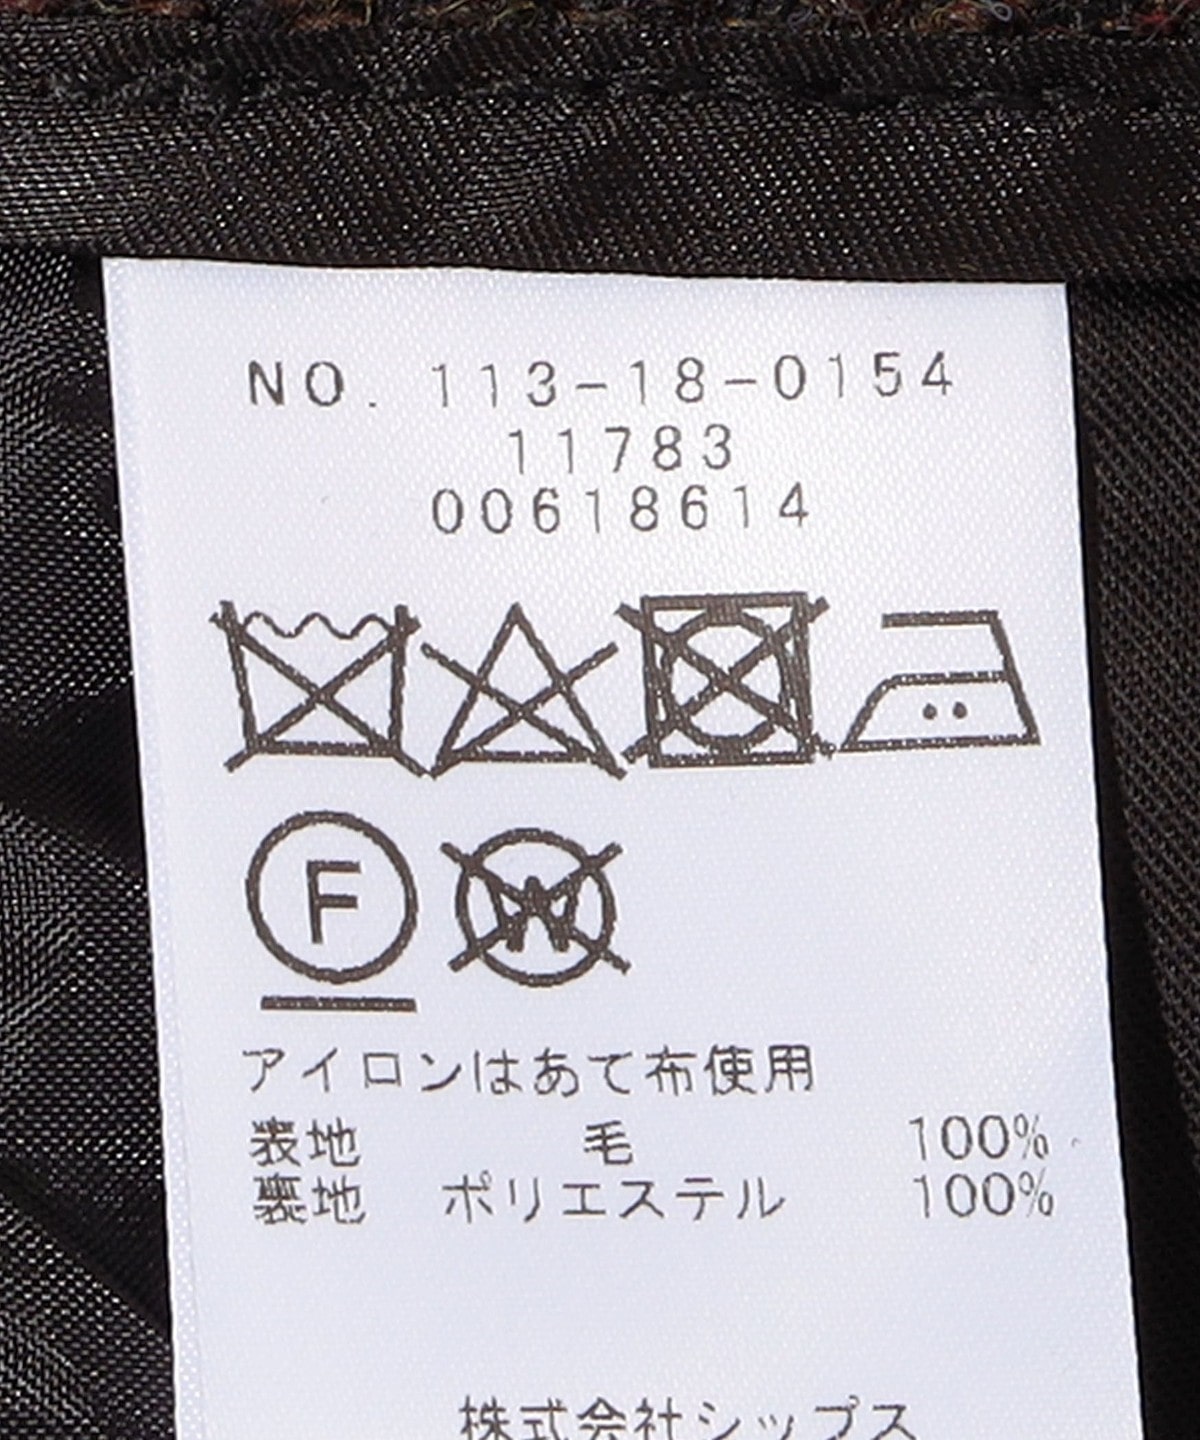 NO. 113-18-0154
11783
00618614
F
W
アイロンはあて布使用
表地 毛 100%
裏地 ポリエステル 100%
株式会社シップス